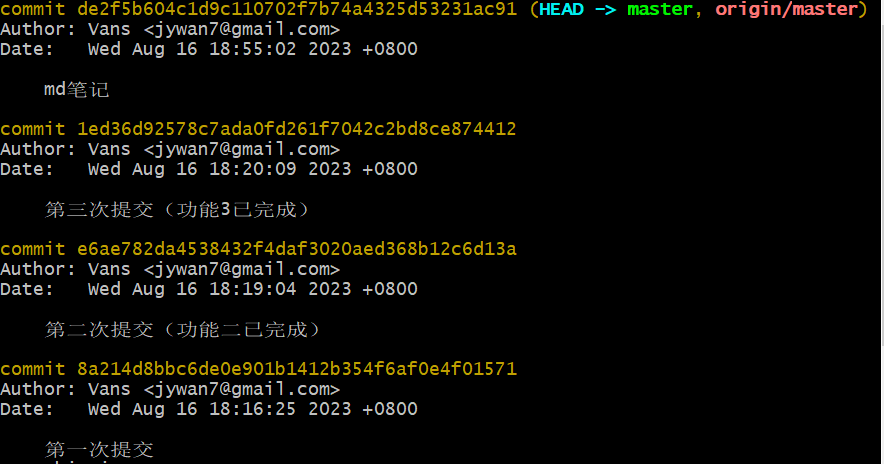 commit de2f5b604c1d9c110702f7b74a4325d53231ac91 (HEAD -> master, origin/master)
Author: Vans <jywan7@gmail.com>
Date:   Wed Aug 16 18:55:02 2023 +0800
md笔记
commit 1ed36d92578c7ada0fd261f7042c2bd8ce874412
Author: Vans <jywan7@gmail.com>
Date:   Wed Aug 16 18:20:09 2023 +0800
第三次提交（功能3已完成）
commit e6ae782da4538432f4daf3020aed368b12c6d13a
Author: Vans <jywan7@gmail.com>
Date:   Wed Aug 16 18:19:04 2023 +0800
第二次提交（功能二已完成）
commit 8a214d8bbc6de0e901b1412b354f6af0e4f01571
Author: Vans <jywan7@gmail.com>
Date:   Wed Aug 16 18:16:25 2023 +0800
第一次提交